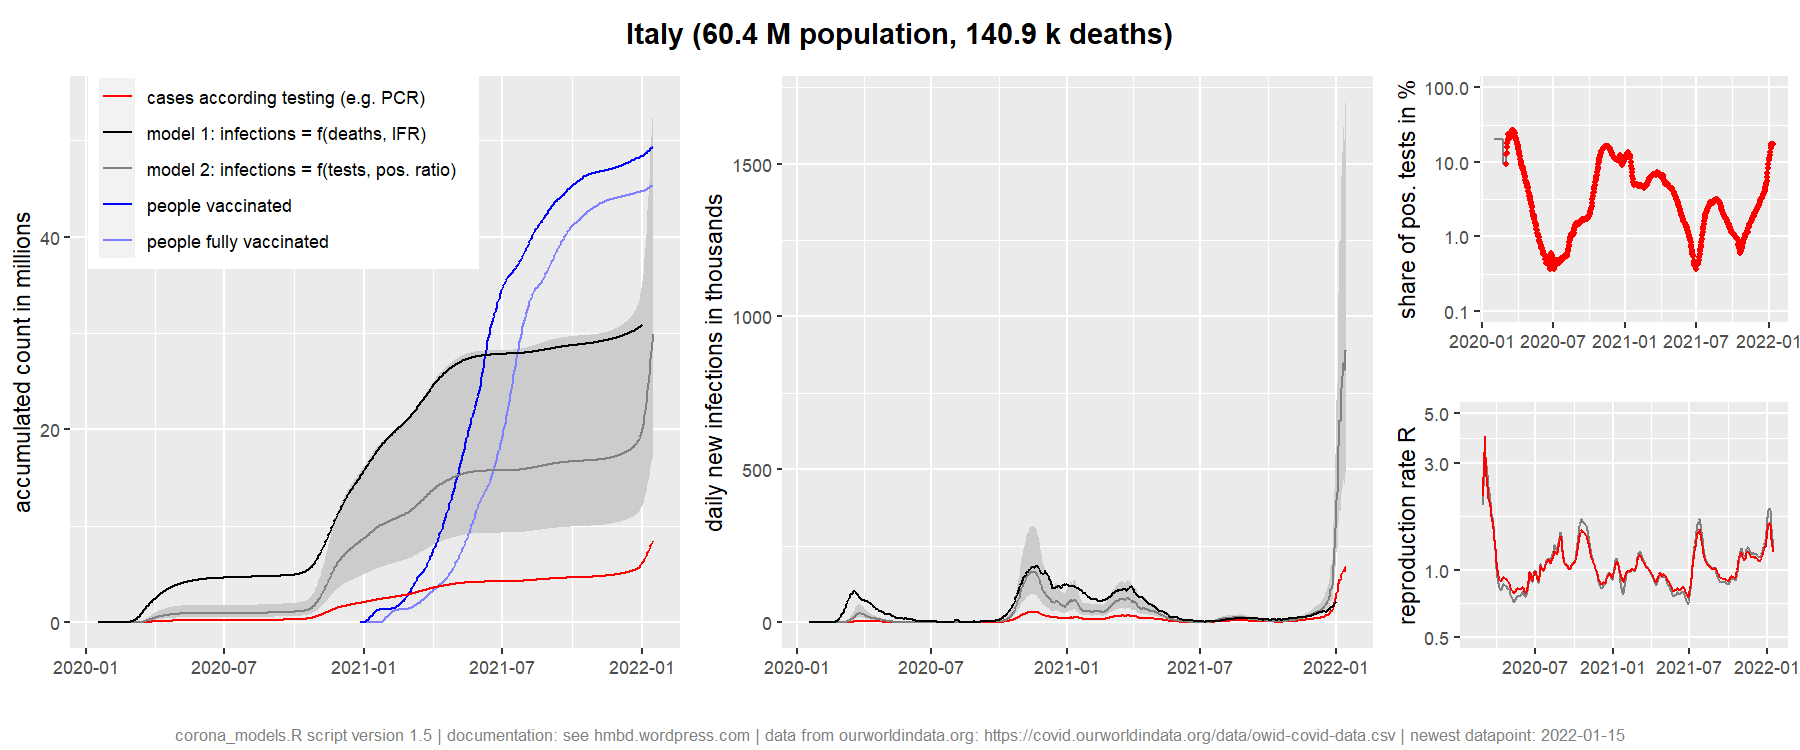 Italy (60.4 M population, 140.9 k deaths)
accumulated count in millions
40
20
0
cases according testing (e.g. PCR)
model 1: infections = f(deaths, IFR)
model 2: infections = f(tests, pos. ratio)
people vaccinated
people fully vaccinated
2020-01 2020-07 2021-01 2021-07 2022-01
daily new infections in thousands
1500
1000
500
0
2020-01 2020-07 2021-01 2021-07 2022-01
share of pos. tests in %
100.0
10.0
1.0
0.1
2020-01 2020-07 2021-01 2021-07 2022-01
reproduction rate R
5.0
3.0
1.0
0.5
2020-07 2021-01 2021-07 2022-01
corona_models.R script version 1.5 | documentation: see hmbd.wordpress.com | data from ourworldindata.org: https://covid.ourworldindata.org/data/owid-covid-data.csv | newest datapoint: 2022-01-15